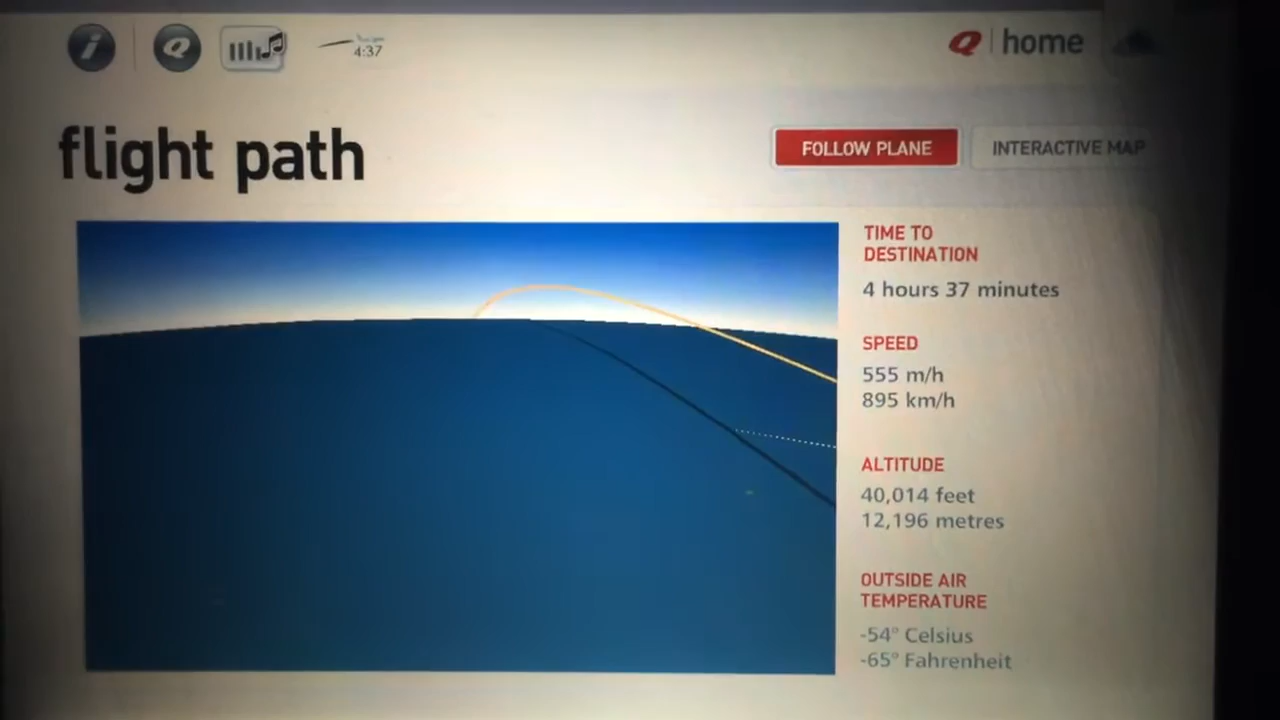 4:37
Q | home
flight path
FOLLOW PLANE
INTERACTIVE MAP
TIME TO
DESTINATION
4 hours 37 minutes
SPEED
555 m/h
895 km/h
ALTITUDE
40,014 feet
12,196 metres
OUTSIDE AIR
TEMPERATURE
-54° Celsius
-65° Fahrenheit